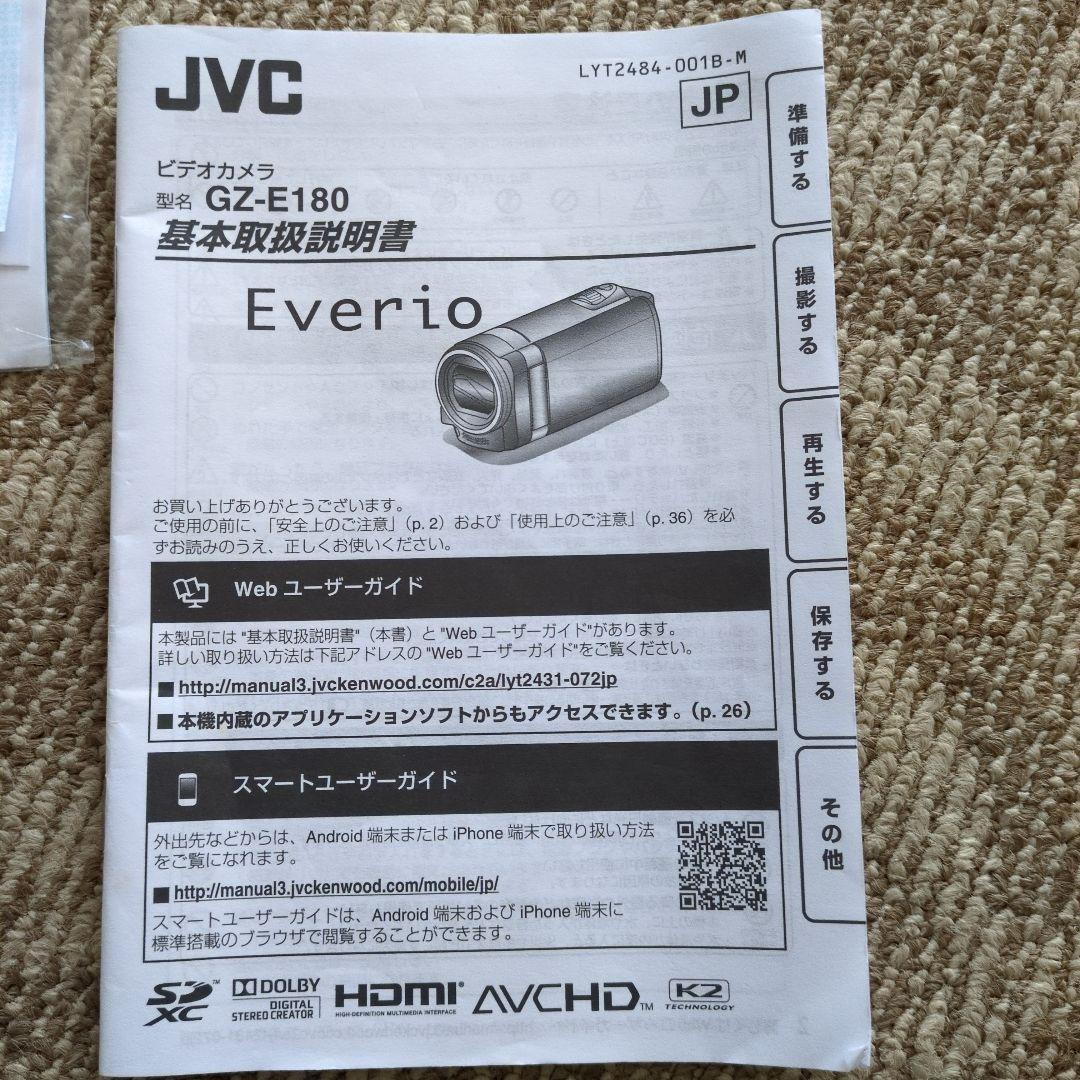 JVC
LYT2484-001B-M
JP
ビデオカメラ
型名 GZ-E180
基本取扱説明書
Everio
お買い上げありがとうございます。
ご使用の前に、「安全上のご注意」(p. 2) および「使用上のご注意」(p. 36) を必
ずお読みのうえ、正しくお使いください。
Web ユーザーガイド
本製品には "基本取扱説明書"（本書）と "Web ユーザーガイド"があります。
詳しい取り扱い方法は下記アドレスの "Web ユーザーガイド"をご覧ください。
■ http://manual3.jvckenwood.com/c2a/lyt2431-072jp
■ 本機内蔵のアプリケーションソフトからもアクセスできます。(p. 26)
スマートユーザーガイド
外出先などからは、Android 端末または iPhone 端末で取り扱い方法
をご覧になれます。
■ http://manual3.jvckenwood.com/mobile/jp/
スマートユーザーガイドは、Android 端末および iPhone 端末に
標準搭載のブラウザで閲覧することができます。
SD XC™
DOLBY
DIGITAL
STEREO CREATOR
HDMI®
HIGH-DEFINITION MULTIMEDIA INTERFACE
AVCHD™
K2
TECHNOLOGY
準備する
撮影する
再生する
保存する
その他